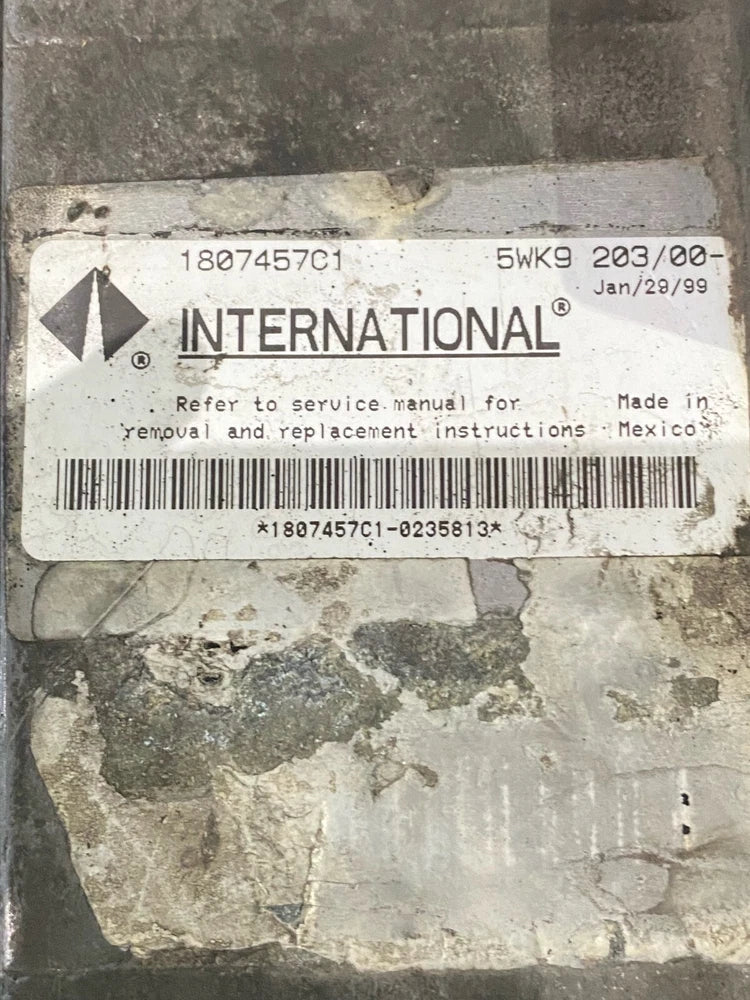 1807457C1 5WK9 203/00-
Jan/29/99
INTERNATIONAL®
®
Refer to service manual for Made in
removal and replacement instructions Mexico
*1807457C1-0235813*